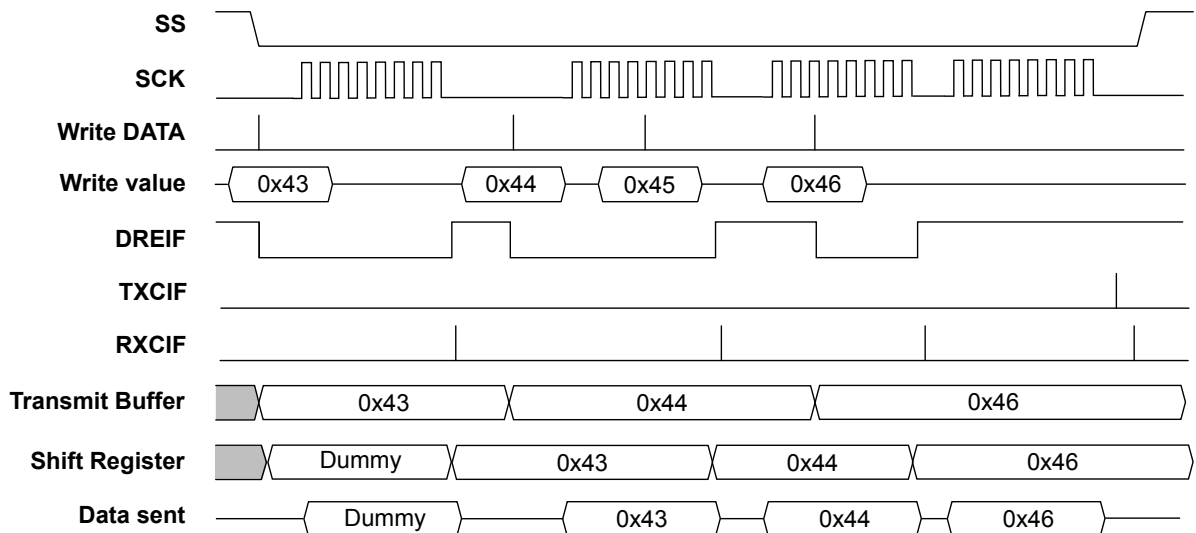 SS
SCK
Write DATA
Write value 0x43 0x44 0x45 0x46
DREIF
TXCIF
RXCIF
Transmit Buffer 0x43 0x44 0x46
Shift Register Dummy 0x43 0x44 0x46
Data sent Dummy 0x43 0x44 0x46